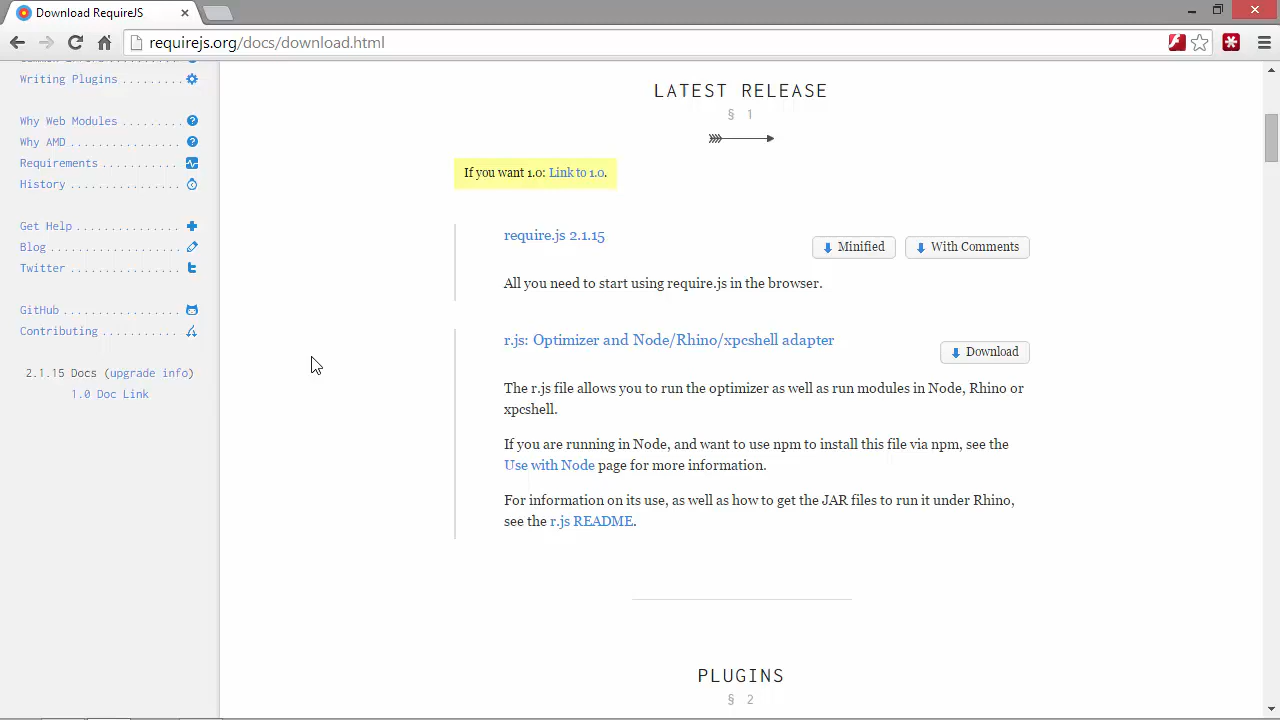 Download RequireJS
requirejs.org/docs/download.html
Writing Plugins
Why Web Modules
Why AMD
Requirements
History
Get Help
Blog
Twitter
GitHub
Contributing
2.1.15 Docs (upgrade info)
1.0 Doc Link
LATEST RELEASE
§ 1
If you want 1.0: Link to 1.0.
require.js 2.1.15
Minified
With Comments
All you need to start using require.js in the browser.
r.js: Optimizer and Node/Rhino/xpcshell adapter
Download
The r.js file allows you to run the optimizer as well as run modules in Node, Rhino or
xpcshell.
If you are running in Node, and want to use npm to install this file via npm, see the
Use with Node page for more information.
For information on its use, as well as how to get the JAR files to run it under Rhino,
see the r.js README.
PLUGINS
§ 2